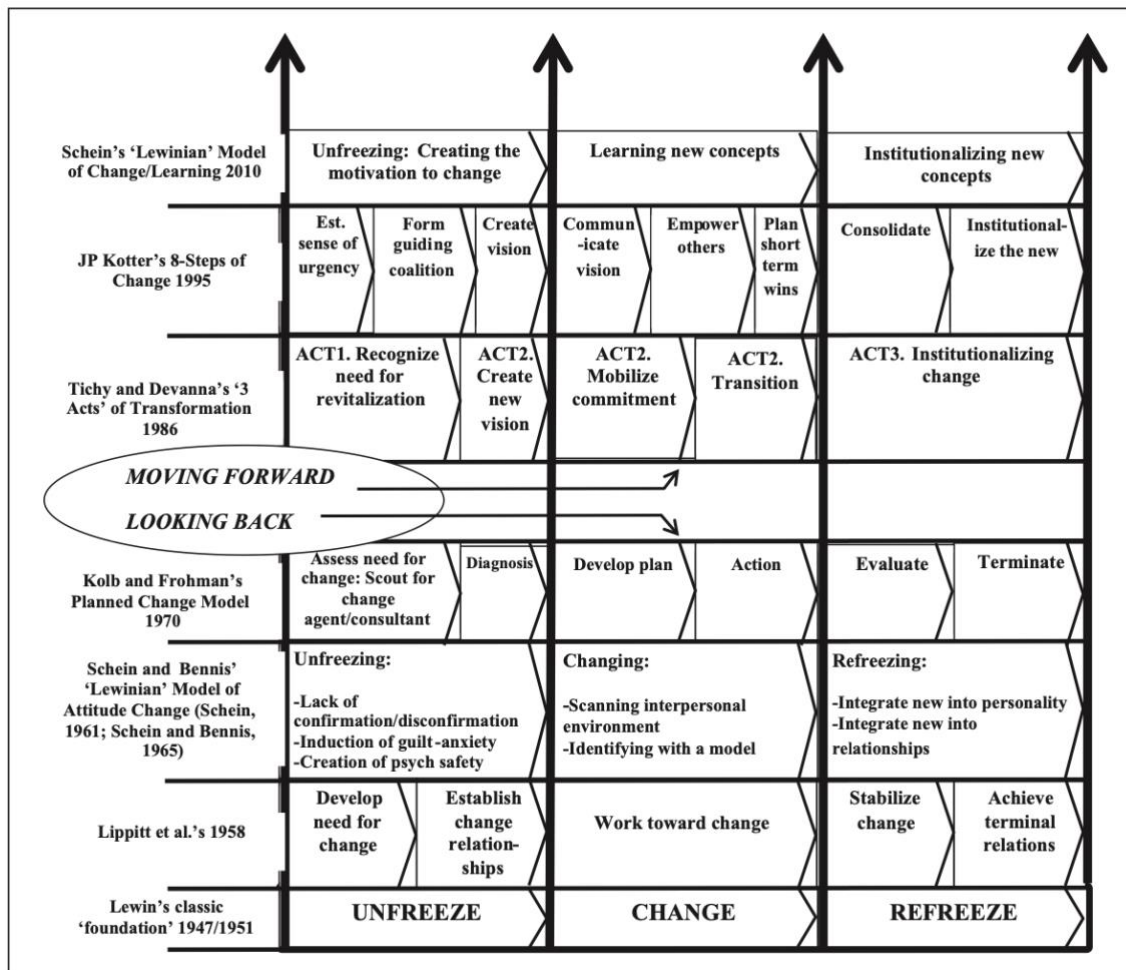 Schein's 'Lewinian' Model
of Change/Learning 2010
Unfreezing: Creating the
motivation to change
Learning new concepts
Institutionalizing new
concepts
JP Kotter's 8-Steps of
Change 1995
Est.
sense of
urgency
Form
guiding
coalition
Create
vision
Commun-
icate
vision
Empower
others
Plan
short
term
wins
Consolidate
Institutional-
ize the new
Tichy and Devanna's '3
Acts' of Transformation
1986
ACT1. Recognize
need for
revitalization
ACT2.
Create
new
vision
ACT2.
Mobilize
commitment
ACT2.
Transition
ACT3. Institutionalizing
change
MOVING FORWARD
LOOKING BACK
Kolb and Frohman's
Planned Change Model
1970
Assess need for
change: Scout for
change
agent/consultant
Diagnosis
Develop plan
Action
Evaluate
Terminate
Schein and Bennis'
'Lewinian' Model of
Attitude Change (Schein,
1961; Schein and Bennis,
1965)
Unfreezing:
-Lack of
confirmation/disconfirmation
-Induction of guilt-anxiety
-Creation of psych safety
Changing:
-Scanning interpersonal
environment
-Identifying with a model
Refreezing:
-Integrate new into personality
-Integrate new into
relationships
Lippitt et al.'s 1958
Develop
need for
change
Establish
change
relation-
ships
Work toward change
Stabilize
change
Achieve
terminal
relations
Lewin's classic
'foundation' 1947/1951
UNFREEZE
CHANGE
REFREEZE